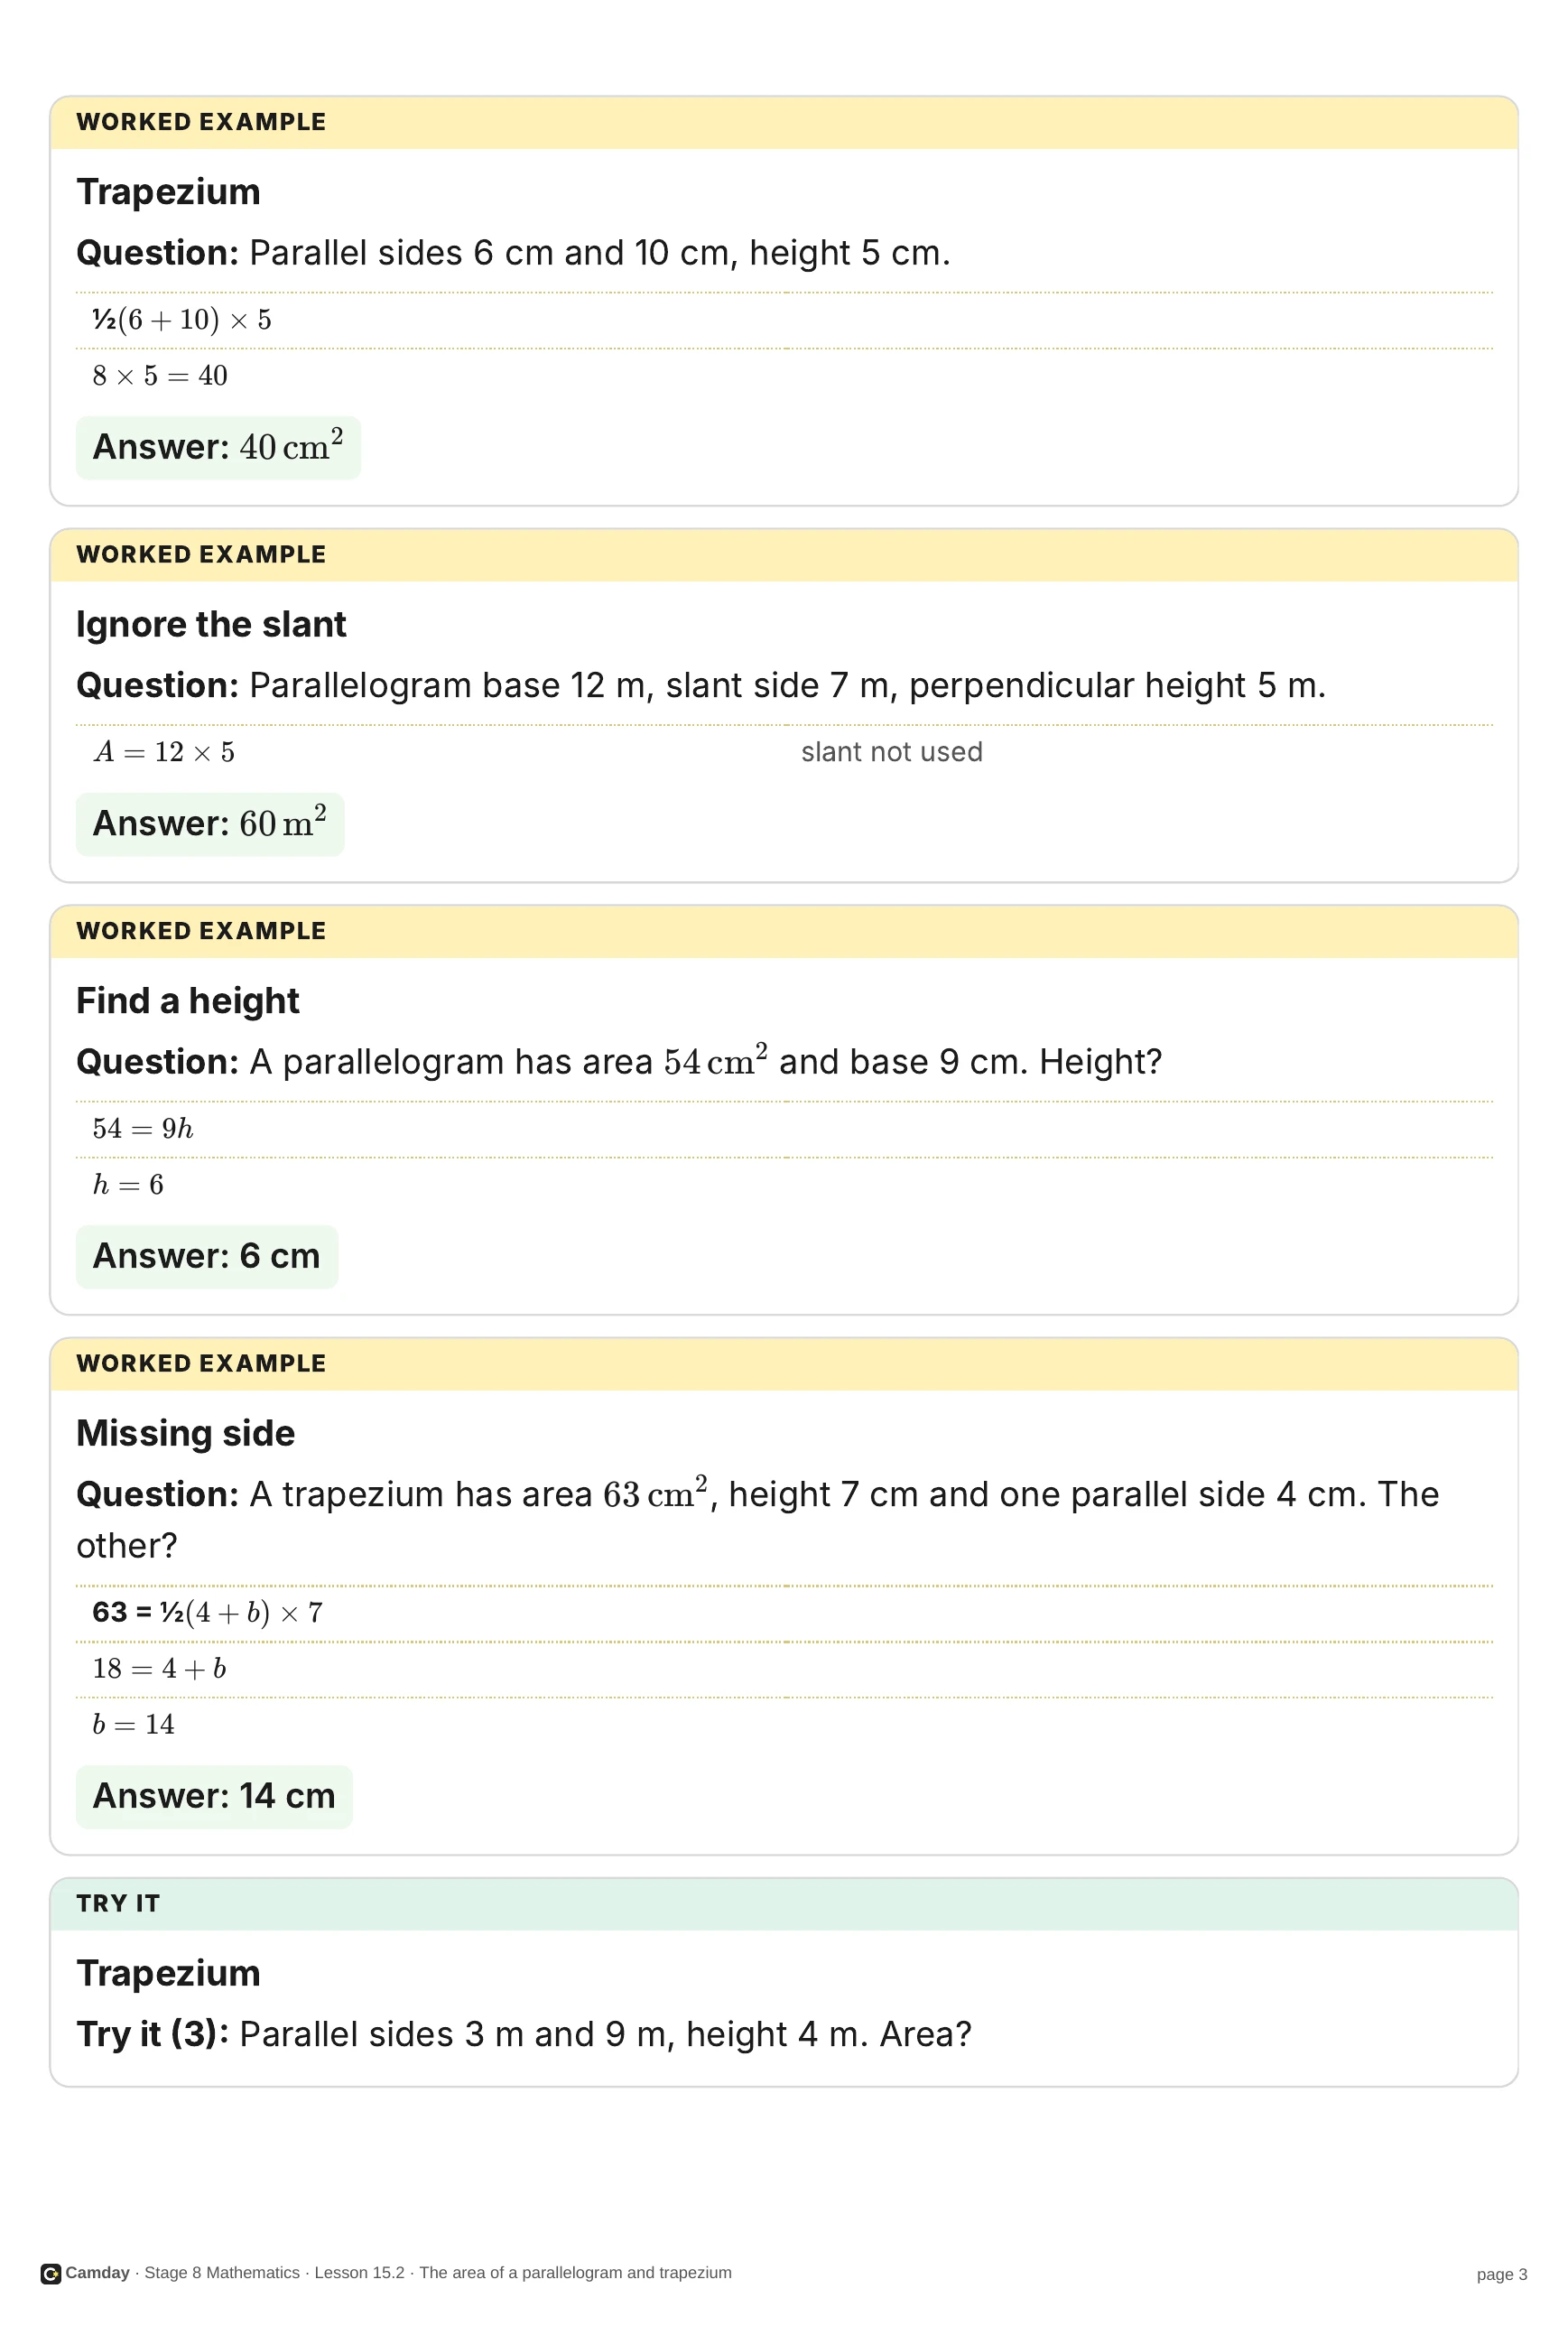 WORKED EXAMPLE
Trapezium
Question: Parallel sides 6 cm and 10 cm, height 5 cm.
½(6 + 10) × 5
8 × 5 = 40
Answer: 40 cm²
WORKED EXAMPLE
Ignore the slant
Question: Parallelogram base 12 m, slant side 7 m, perpendicular height 5 m.
A = 12 × 5 slant not used
Answer: 60 m²
WORKED EXAMPLE
Find a height
Question: A parallelogram has area 54 cm² and base 9 cm. Height?
54 = 9h
h = 6
Answer: 6 cm
WORKED EXAMPLE
Missing side
Question: A trapezium has area 63 cm², height 7 cm and one parallel side 4 cm. The
other?
63 = ½(4 + b) × 7
18 = 4 + b
b = 14
Answer: 14 cm
TRY IT
Trapezium
Try it (3): Parallel sides 3 m and 9 m, height 4 m. Area?
Camday · Stage 8 Mathematics · Lesson 15.2 · The area of a parallelogram and trapezium page 3